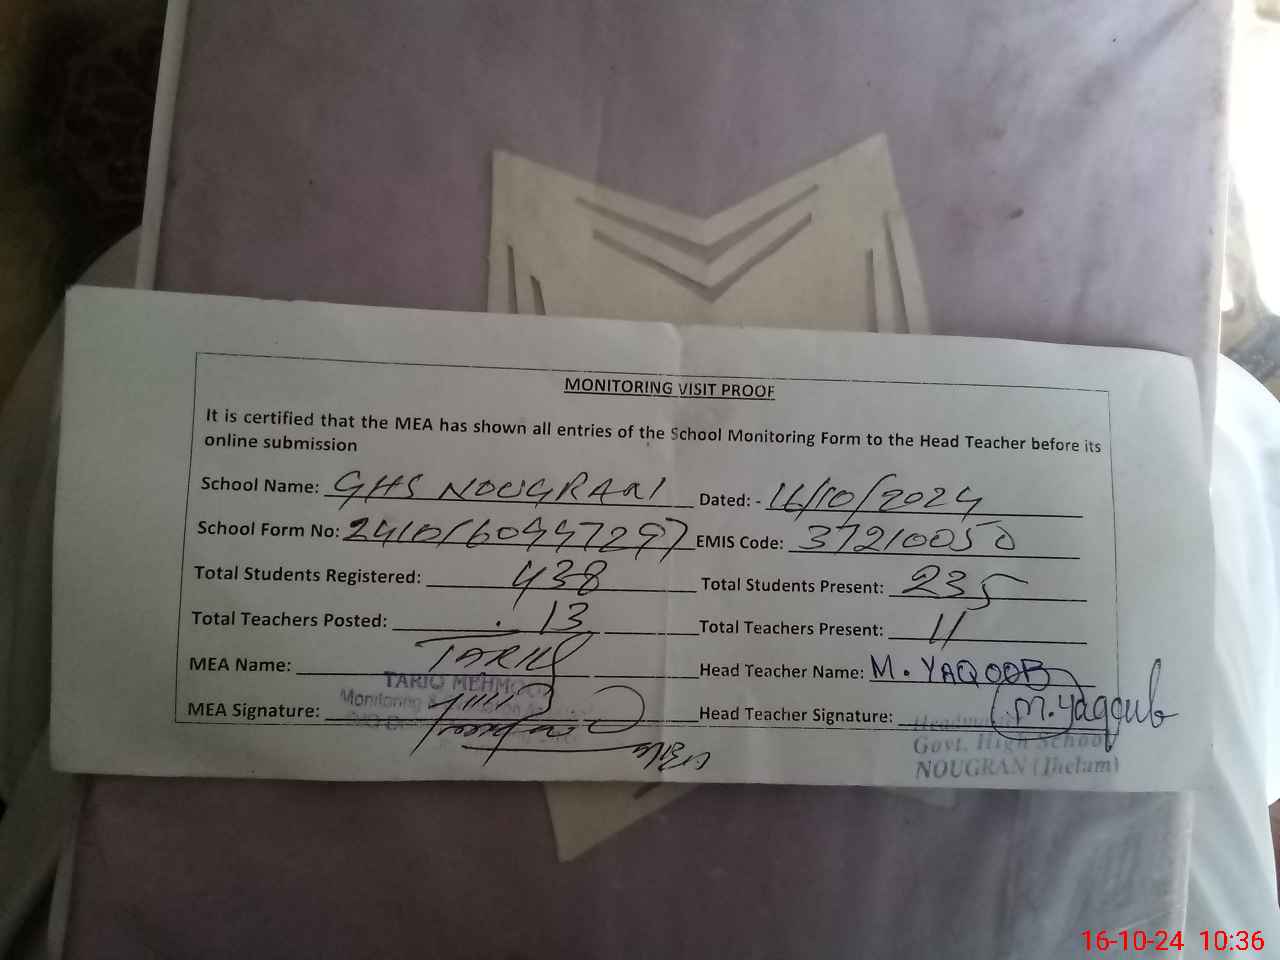 MONITORING VISIT PROOF
It is certified that the MEA has shown all entries of the School Monitoring Form to the Head Teacher before its
online submission
School Name: GHS NOUGRAN Dated: - 16/10/2024
School Form No: 2410/60447297 EMIS Code: 37210050
Total Students Registered: 438 Total Students Present: 235
Total Teachers Posted: 13 Total Teachers Present: 11
MEA Name: TARIQ Head Teacher Name: M. YAQOOB
TARIQ MEHMOOD
Monitoring &
MEA Signature: Head Teacher Signature: M. Yaqoub
Govt. High School
NOUGRAN (Jhelum)
16-10-24 10:36